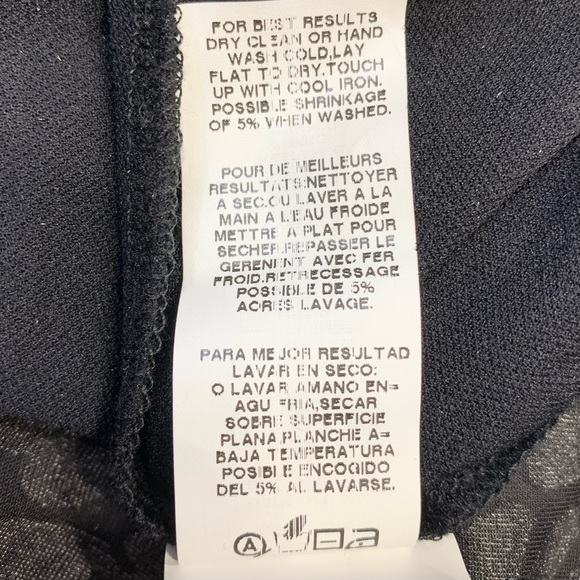 FOR BEST RESULTS
DRY CLEAN OR HAND
WASH COLD,LAY
FLAT TO DRY.TOUCH
UP WITH COOL IRON.
POSSIBLE SHRINKAGE
OF 5% WHEN WASHED.
POUR DE MEILLEURS
RESULTATS:NETTOYER
A SEC.OU LAVER A LA
MAIN A L'EAU FROIDE
METTRE A PLAT POUR
SECHER.REPASSER LE
GERENENT AVEC FER
FROID.RETRECESSAGE
POSSIBLE DE 5%
ACRES LAVAGE.
PARA MEJOR RESULTAD
LAVAR EN SECO:
O LAVAR AMANO EN=
AGU FRIA,SECAR
SOBRE SUPERFICIE
PLANA,PLANCHE A=
BAJA TEMPERATURA
POSIBLE ENCOGIDO
DEL 5% AL LAVARSE.
A